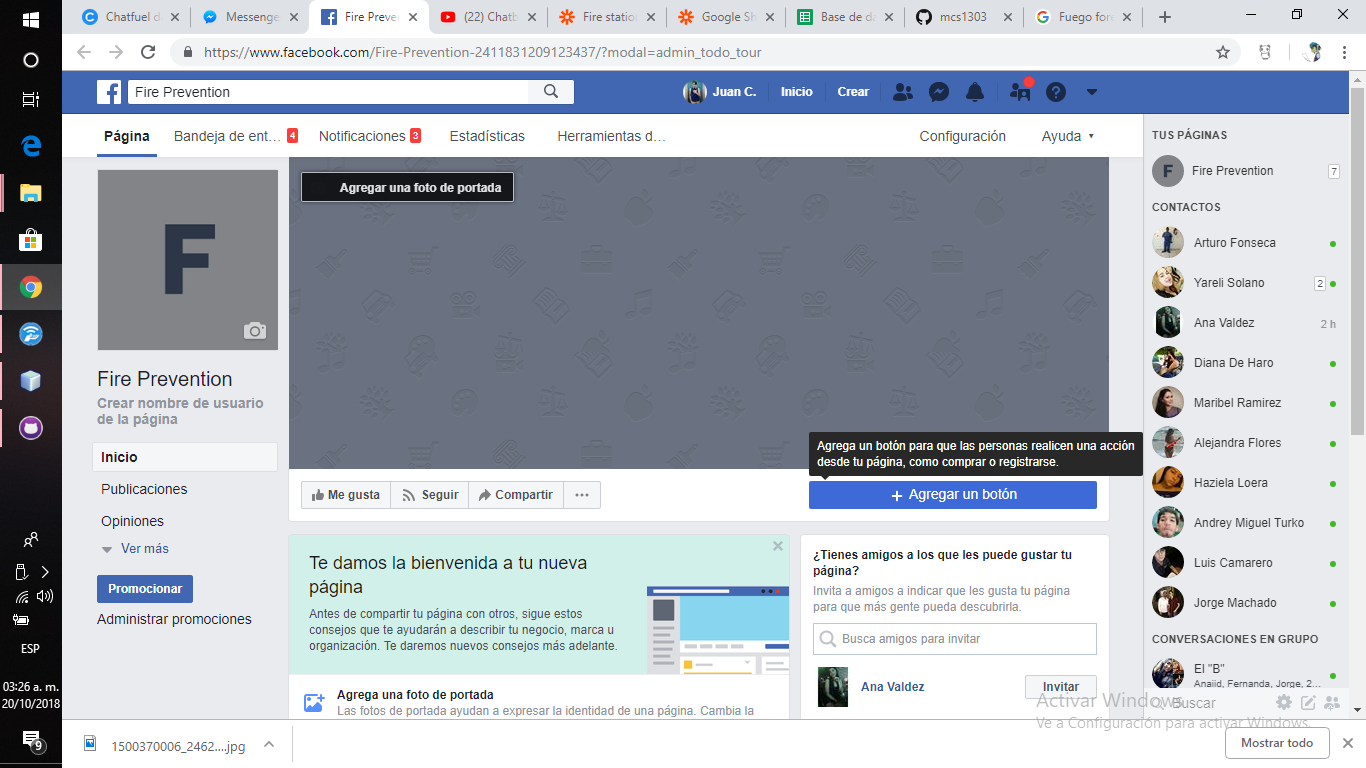 Chatfuel d
Messenge
Fire Preven
(22) Chatb
Fire station
Google Sh
Base de da
mcs1303
Fuego fore
https://www.facebook.com/Fire-Prevention-2411831209123437/?modal=admin_todo_tour
Fire Prevention
Juan C.
Inicio
Crear
Página
Bandeja de ent... 4
Notificaciones 3
Estadísticas
Herramientas d...
Configuración
Ayuda
Agregar una foto de portada
F
Fire Prevention
Crear nombre de usuario
de la página
Inicio
Publicaciones
Opiniones
Ver más
Promocionar
Administrar promociones
Me gusta
Seguir
Compartir
Agrega un botón para que las personas realicen una acción
desde tu página, como comprar o registrarse.
+ Agregar un botón
Te damos la bienvenida a tu nueva
página
Antes de compartir tu página con otros, sigue estos
consejos que te ayudarán a describir tu negocio, marca u
organización. Te daremos nuevos consejos más adelante.
Agrega una foto de portada
Las fotos de portada ayudan a expresar la identidad de una página. Cambia la
¿Tienes amigos a los que les puede gustar tu
página?
Invita a amigos a indicar que les gusta tu página
para que más gente pueda descubrirla.
Busca amigos para invitar
Ana Valdez
Invitar
TUS PÁGINAS
F Fire Prevention 7
CONTACTOS
Arturo Fonseca
Yareli Solano 2
Ana Valdez 2 h
Diana De Haro
Maribel Ramirez
Alejandra Flores
Haziela Loera
Andrey Miguel Turko
Luis Camarero
Jorge Machado
CONVERSACIONES EN GRUPO
El "B"
Anaiid, Fernanda, Jorge, 2...
Buscar
Activar Windows
Ve a Configuración para activar Windows.
ESP
03:26 a. m.
20/10/2018
9
1500370006_2462....jpg
Mostrar todo